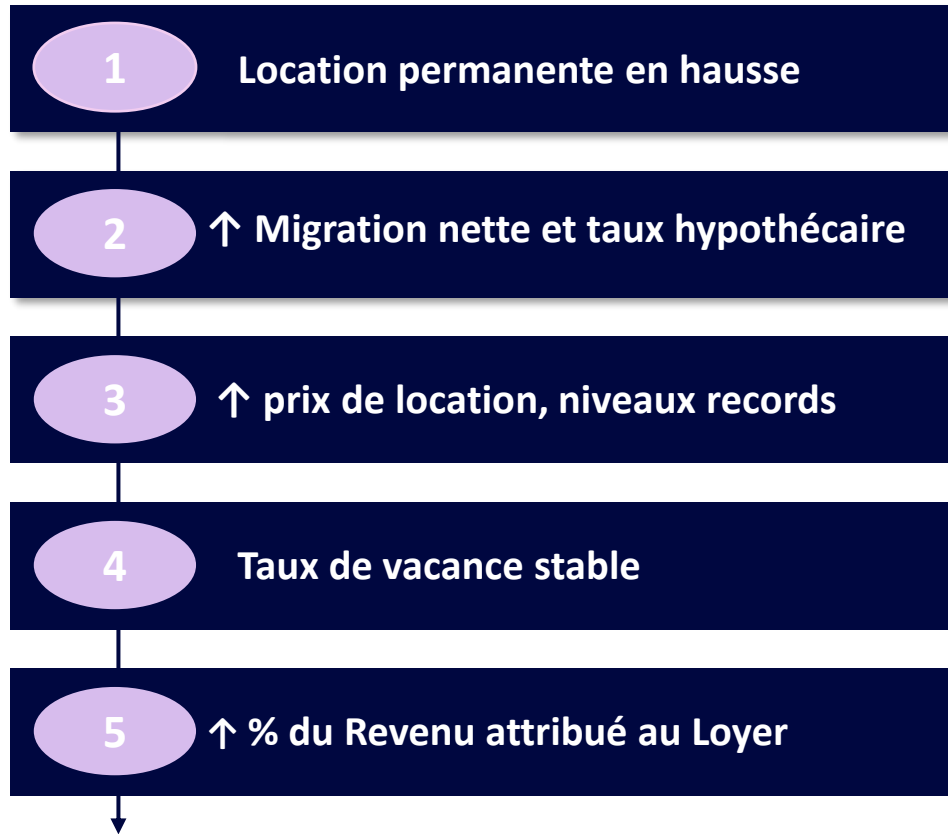 1 Location permanente en hausse
2 ↑ Migration nette et taux hypothécaire
3 ↑ prix de location, niveaux records
4 Taux de vacance stable
5 ↑ % du Revenu attribué au Loyer